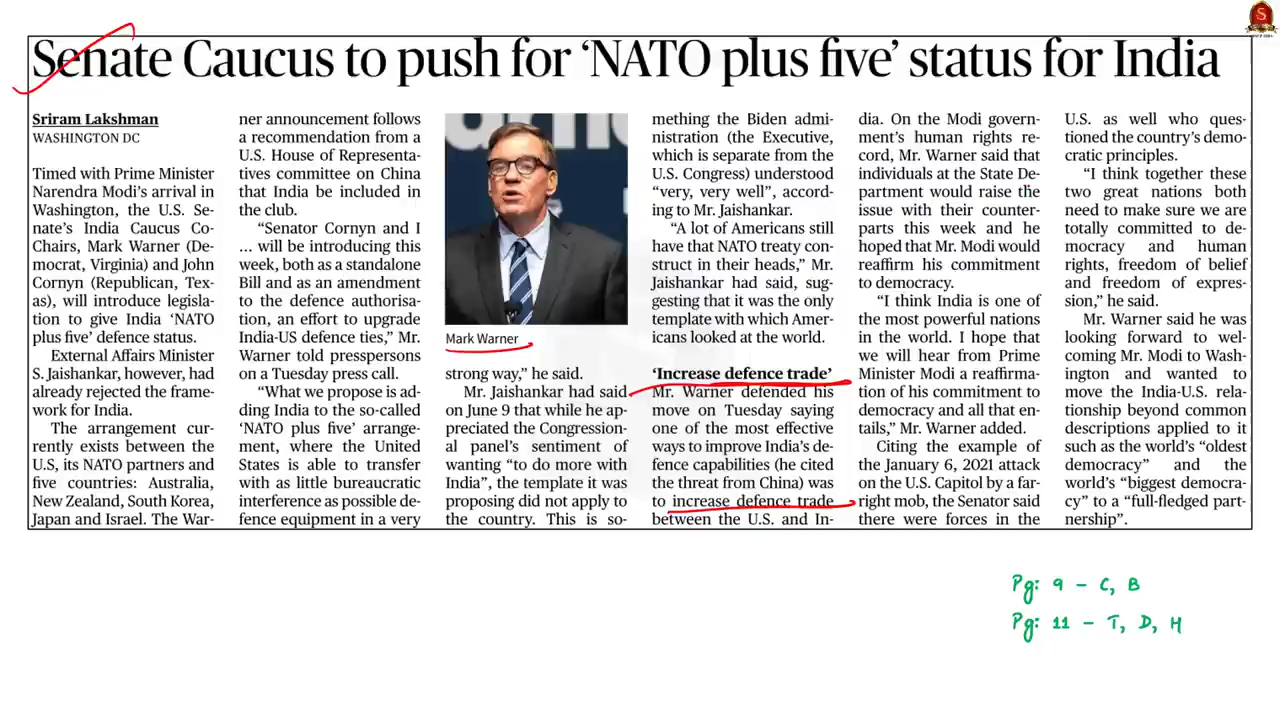 Senate Caucus to push for ‘NATO plus five’ status for India
Sriram Lakshman
WASHINGTON DC
Timed with Prime Minister
Narendra Modi’s arrival in
Washington, the U.S. Se-
nate’s India Caucus Co-
Chairs, Mark Warner (De-
mocrat, Virginia) and John
Cornyn (Republican, Tex-
as), will introduce legisla-
tion to give India ‘NATO
plus five’ defence status.
External Affairs Minister
S. Jaishankar, however, had
already rejected the frame-
work for India.
The arrangement cur-
rently exists between the
U.S, its NATO partners and
five countries: Australia,
New Zealand, South Korea,
Japan and Israel. The War-
ner announcement follows
a recommendation from a
U.S. House of Representa-
tives committee on China
that India be included in
the club.
“Senator Cornyn and I
... will be introducing this
week, both as a standalone
Bill and as an amendment
to the defence authorisa-
tion, an effort to upgrade
India-US defence ties,” Mr.
Warner told presspersons
on a Tuesday press call.
“What we propose is ad-
ding India to the so-called
‘NATO plus five’ arrange-
ment, where the United
States is able to transfer
with as little bureaucratic
interference as possible de-
fence equipment in a very
Mark Warner
strong way,” he said.
Mr. Jaishankar had said
on June 9 that while he ap-
preciated the Congression-
al panel’s sentiment of
wanting “to do more with
India”, the template it was
proposing did not apply to
the country. This is so-
mething the Biden admi-
nistration (the Executive,
which is separate from the
U.S. Congress) understood
“very, very well”, accord-
ing to Mr. Jaishankar.
“A lot of Americans still
have that NATO treaty con-
struct in their heads,” Mr.
Jaishankar had said, sug-
gesting that it was the only
template with which Amer-
icans looked at the world.
‘Increase defence trade’
Mr. Warner defended his
move on Tuesday saying
one of the most effective
ways to improve India’s de-
fence capabilities (he cited
the threat from China) was
to increase defence trade
between the U.S. and In-
dia. On the Modi govern-
ment’s human rights re-
cord, Mr. Warner said that
individuals at the State De-
partment would raise the
issue with their counter-
parts this week and he
hoped that Mr. Modi would
reaffirm his commitment
to democracy.
“I think India is one of
the most powerful nations
in the world. I hope that
we will hear from Prime
Minister Modi a reaffirma-
tion of his commitment to
democracy and all that en-
tails,” Mr. Warner added.
Citing the example of
the January 6, 2021 attack
on the U.S. Capitol by a far-
right mob, the Senator said
there were forces in the
U.S. as well who ques-
tioned the country’s demo-
cratic principles.
“I think together these
two great nations both
need to make sure we are
totally committed to de-
mocracy and human
rights, freedom of belief
and freedom of expres-
sion,” he said.
Mr. Warner said he was
looking forward to wel-
coming Mr. Modi to Wash-
ington and wanted to
move the India-U.S. rela-
tionship beyond common
descriptions applied to it
such as the world’s “oldest
democracy” and the
world’s “biggest democra-
cy” to a “full-fledged part-
nership”.
Pg: 9 - C, B
Pg: 11 - T, D, H